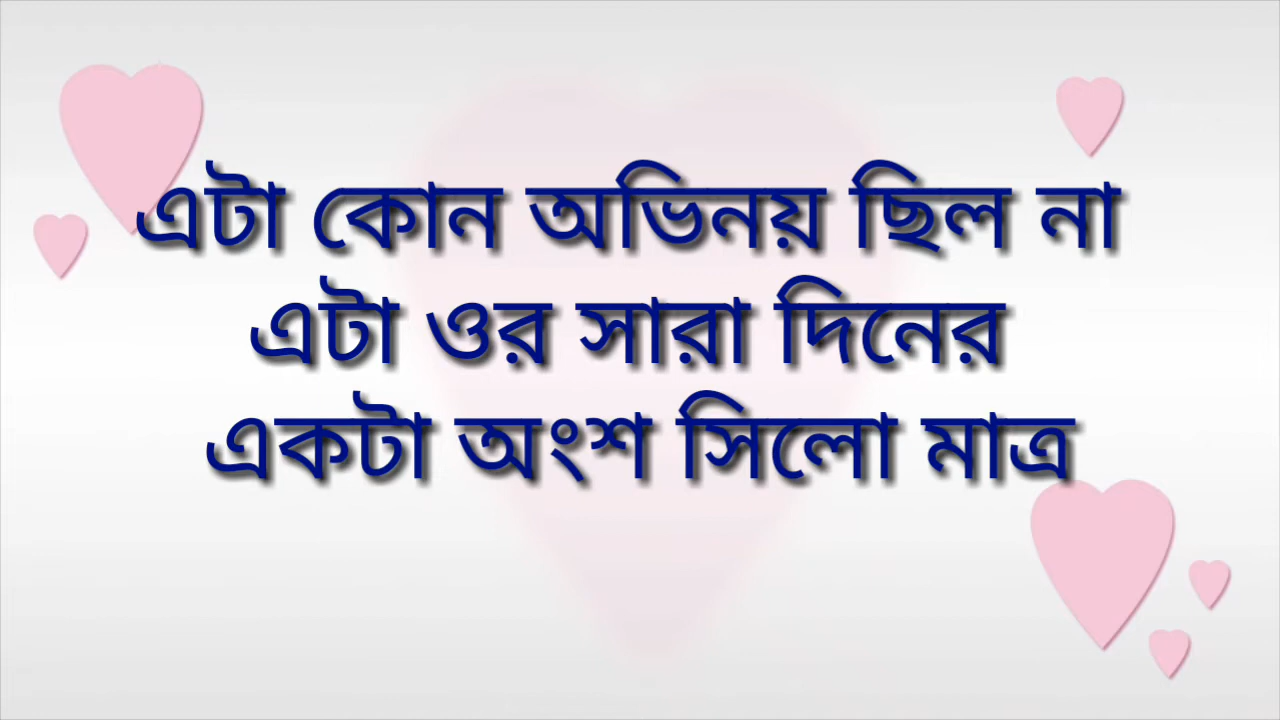 এটা কোন অভিনয় ছিল না
এটা ওর সারা দিনের
একটা অংশ সিলো মাত্র